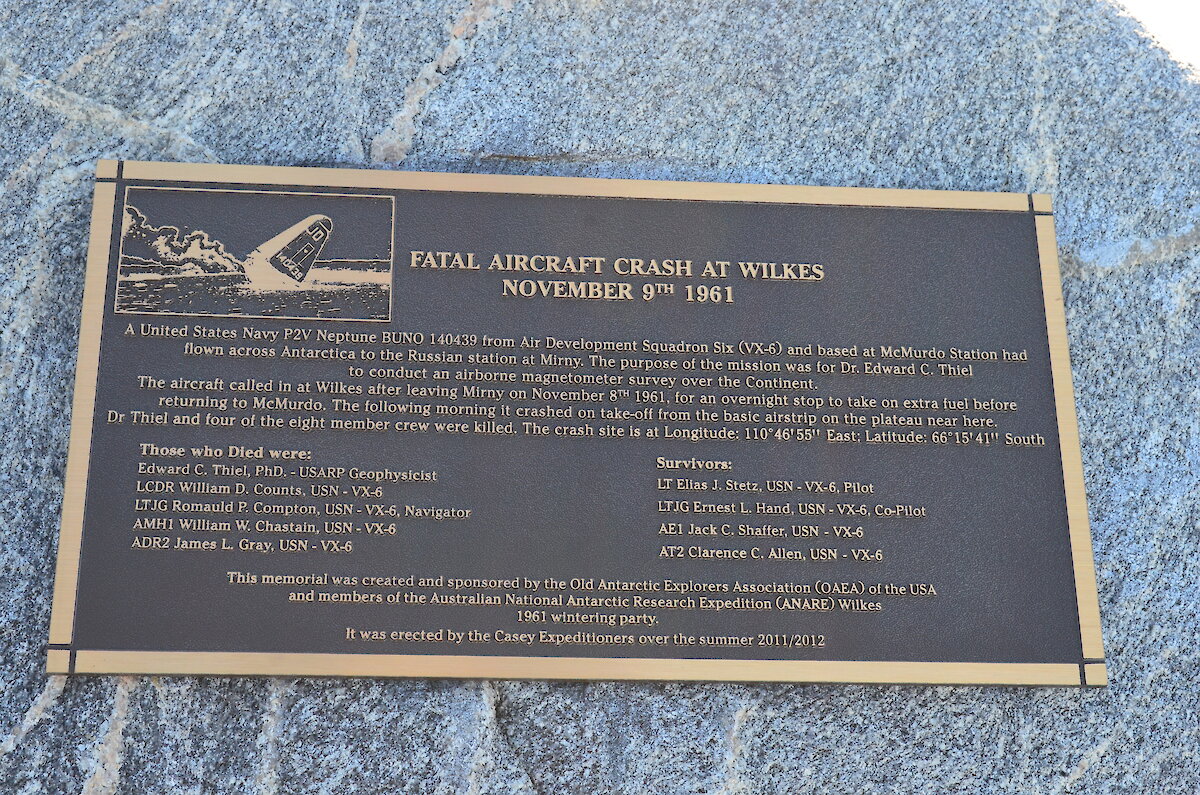 JD
FATAL AIRCRAFT CRASH AT WILKES
NOVEMBER 9TH 1961
A United States Navy P2V Neptune BUNO 140439 from Air Development Squadron Six (VX-6) and based at McMurdo Station had
flown across Antarctica to the Russian station at Mirny. The purpose of the mission was for Dr. Edward C. Thiel
to conduct an airborne magnetometer survey over the Continent.
The aircraft called in at Wilkes after leaving Mirny on November 8TH 1961, for an overnight stop to take on extra fuel before
returning to McMurdo. The following morning it crashed on take-off from the basic airstrip on the plateau near here.
Dr Thiel and four of the eight member crew were killed. The crash site is at Longitude: 110°46'55" East; Latitude: 66°15'41" South
Those who Died were:
Edward C. Thiel, PhD. - USARP Geophysicist
LCDR William D. Counts, USN - VX-6
LTJG Romauld P. Compton, USN - VX-6, Navigator
AMH1 William W. Chastain, USN - VX-6
ADR2 James L. Gray, USN - VX-6
Survivors:
LT Elias J. Stetz, USN - VX-6, Pilot
LTJG Ernest L. Hand, USN - VX-6, Co-Pilot
AE1 Jack C. Shaffer, USN - VX-6
AT2 Clarence C. Allen, USN - VX-6
This memorial was created and sponsored by the Old Antarctic Explorers Association (OAEA) of the USA
and members of the Australian National Antarctic Research Expedition (ANARE) Wilkes
1961 wintering party.
It was erected by the Casey Expeditioners over the summer 2011/2012